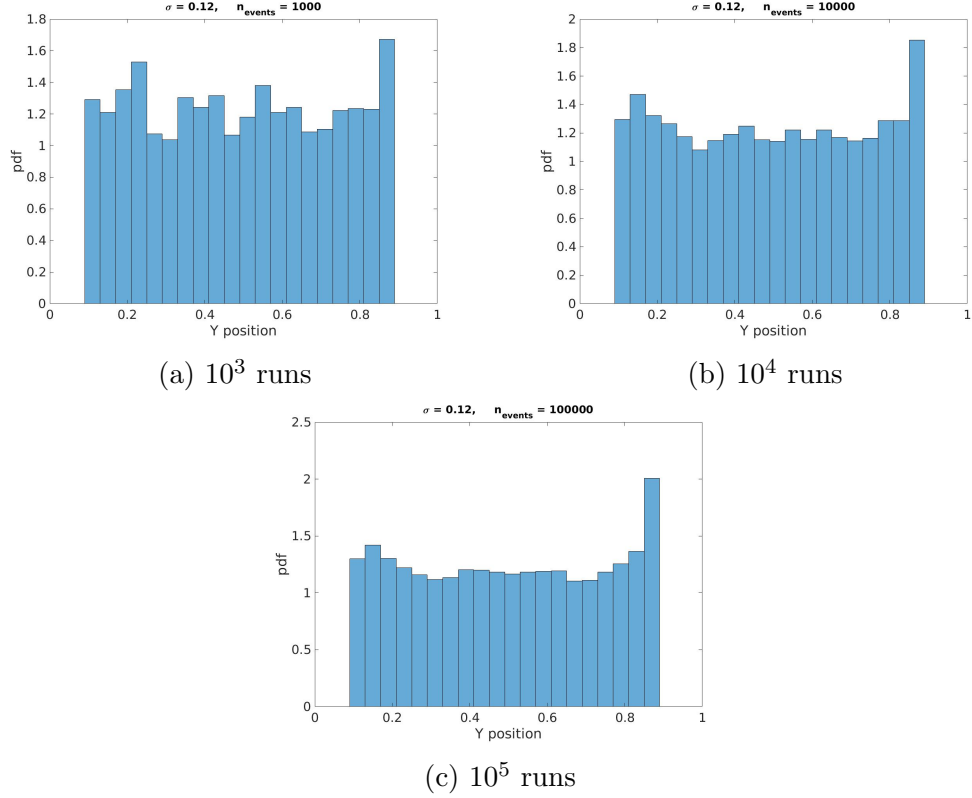 σ = 0.12, n_events = 1000
1.8
1.6
1.4
1.2
1
0.8
0.6
0.4
0.2
0
pdf
0 0.2 0.4 0.6 0.8 1
Y position
(a) 10^3 runs
σ = 0.12, n_events = 10000
2
1.8
1.6
1.4
1.2
1
0.8
0.6
0.4
0.2
0
pdf
0 0.2 0.4 0.6 0.8 1
Y position
(b) 10^4 runs
σ = 0.12, n_events = 100000
2.5
2
1.5
1
0.5
0
pdf
0 0.2 0.4 0.6 0.8 1
Y position
(c) 10^5 runs